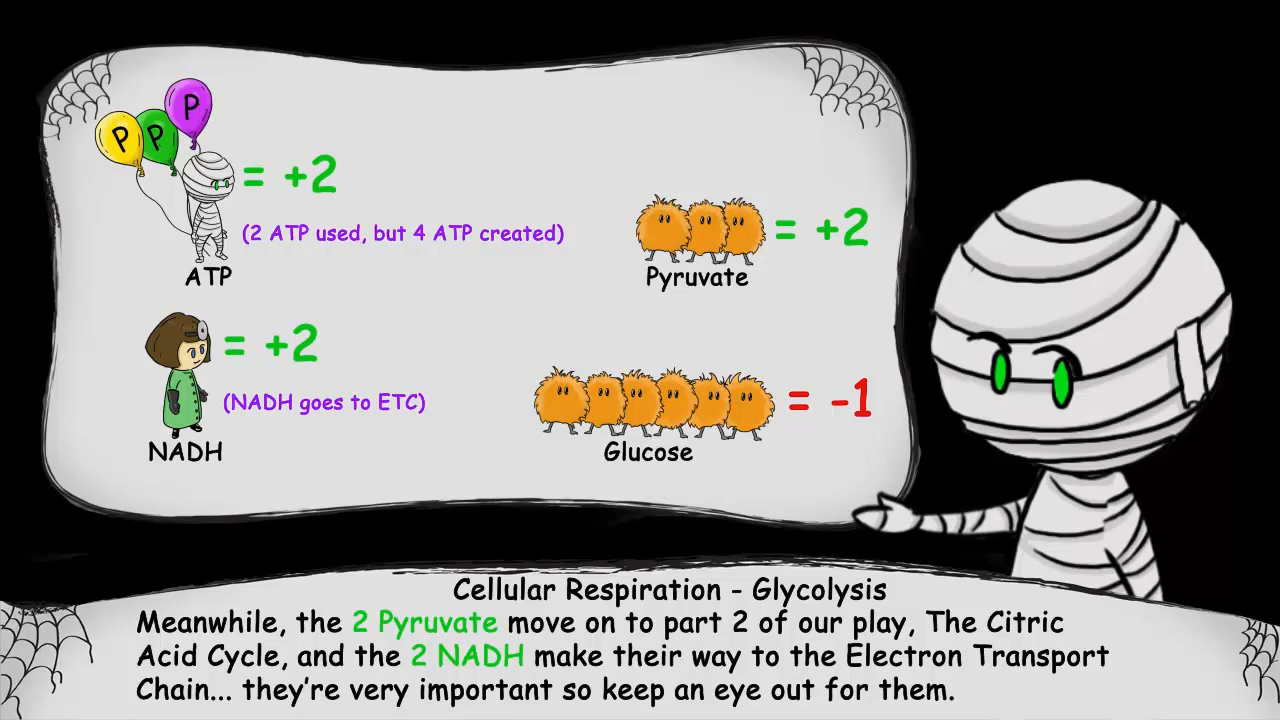 P P P
= +2
(2 ATP used, but 4 ATP created)
ATP
= +2
Pyruvate
= +2
(NADH goes to ETC)
NADH
= -1
Glucose
Cellular Respiration - Glycolysis
Meanwhile, the 2 Pyruvate move on to part 2 of our play, The Citric
Acid Cycle, and the 2 NADH make their way to the Electron Transport
Chain... they're very important so keep an eye out for them.